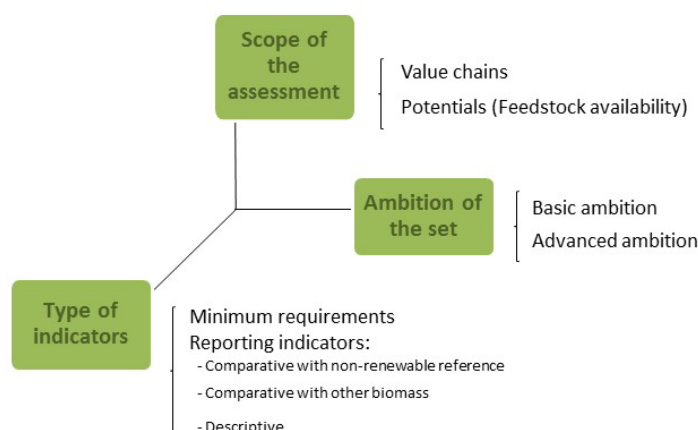 Scope of
the
assessment
Value chains
Potentials (Feedstock availability)
Ambition of
the set
Basic ambition
Advanced ambition
Type of
indicators
Minimum requirements
Reporting indicators:
- Comparative with non-renewable reference
- Comparative with other biomass
- Descriptive